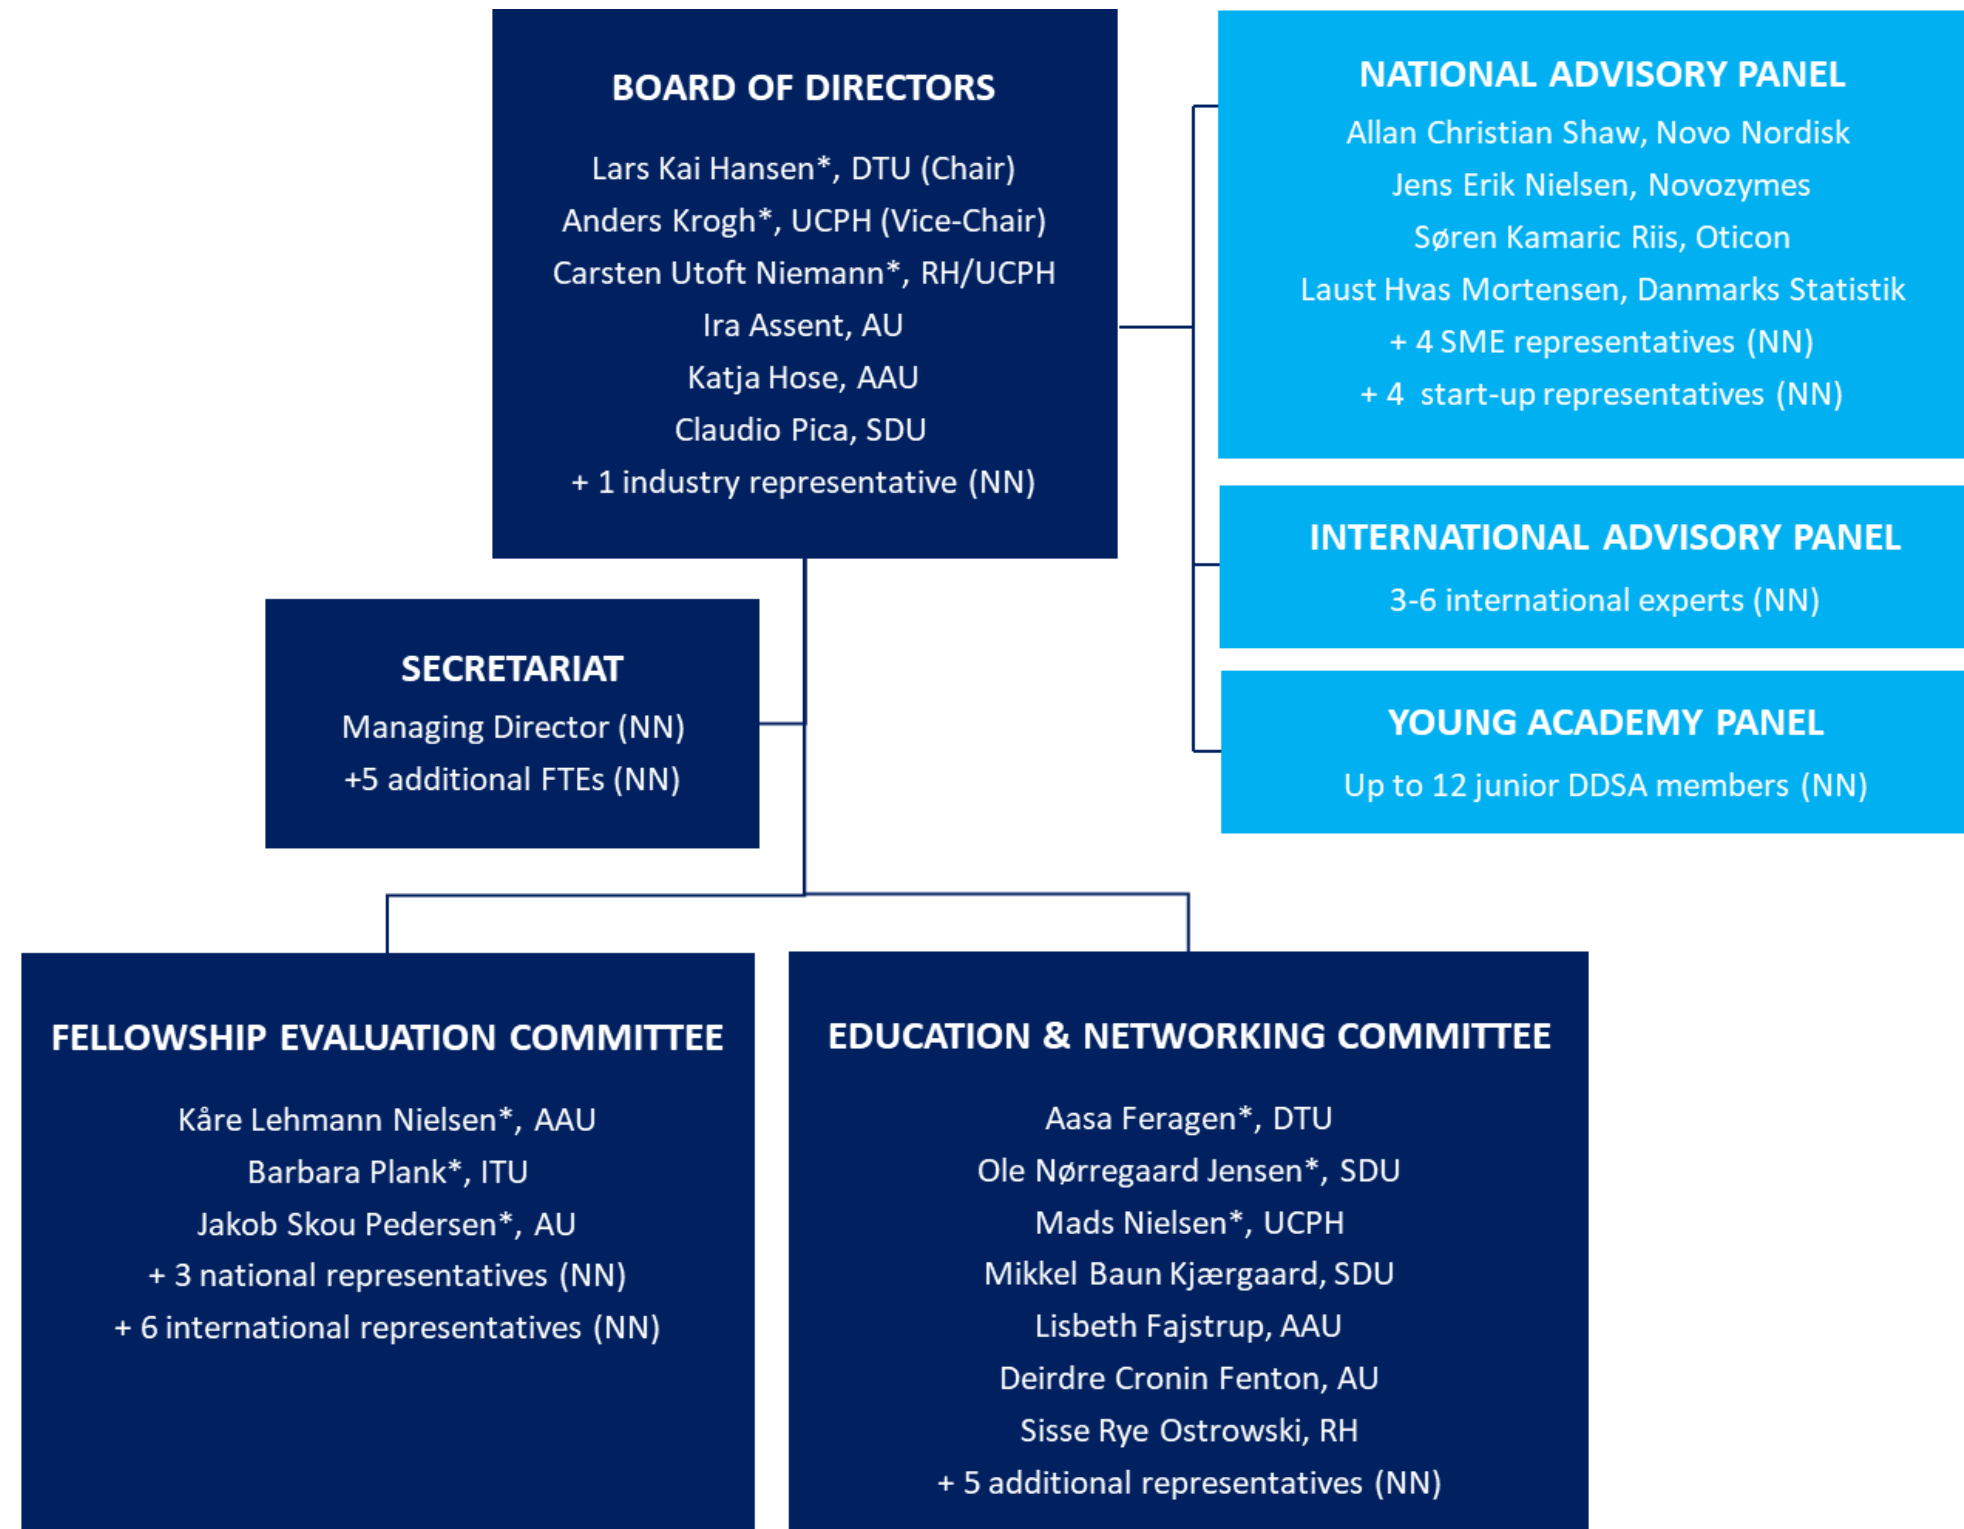 BOARD OF DIRECTORS
Lars Kai Hansen*, DTU (Chair)
Anders Krogh*, UCPH (Vice-Chair)
Carsten Utoft Niemann*, RH/UCPH
Ira Assent, AU
Katja Hose, AAU
Claudio Pica, SDU
+ 1 industry representative (NN)
NATIONAL ADVISORY PANEL
Allan Christian Shaw, Novo Nordisk
Jens Erik Nielsen, Novozymes
Søren Kamaric Riis, Oticon
Laust Hvas Mortensen, Danmarks Statistik
+ 4 SME representatives (NN)
+ 4 start-up representatives (NN)
INTERNATIONAL ADVISORY PANEL
3-6 international experts (NN)
YOUNG ACADEMY PANEL
Up to 12 junior DDSA members (NN)
SECRETARIAT
Managing Director (NN)
+5 additional FTEs (NN)
FELLOWSHIP EVALUATION COMMITTEE
Kåre Lehmann Nielsen*, AAU
Barbara Plank*, ITU
Jakob Skou Pedersen*, AU
+ 3 national representatives (NN)
+ 6 international representatives (NN)
EDUCATION & NETWORKING COMMITTEE
Aasa Feragen*, DTU
Ole Nørregaard Jensen*, SDU
Mads Nielsen*, UCPH
Mikkel Baun Kjærgaard, SDU
Lisbeth Fajstrup, AAU
Deirdre Cronin Fenton, AU
Sisse Rye Ostrowski, RH
+ 5 additional representatives (NN)